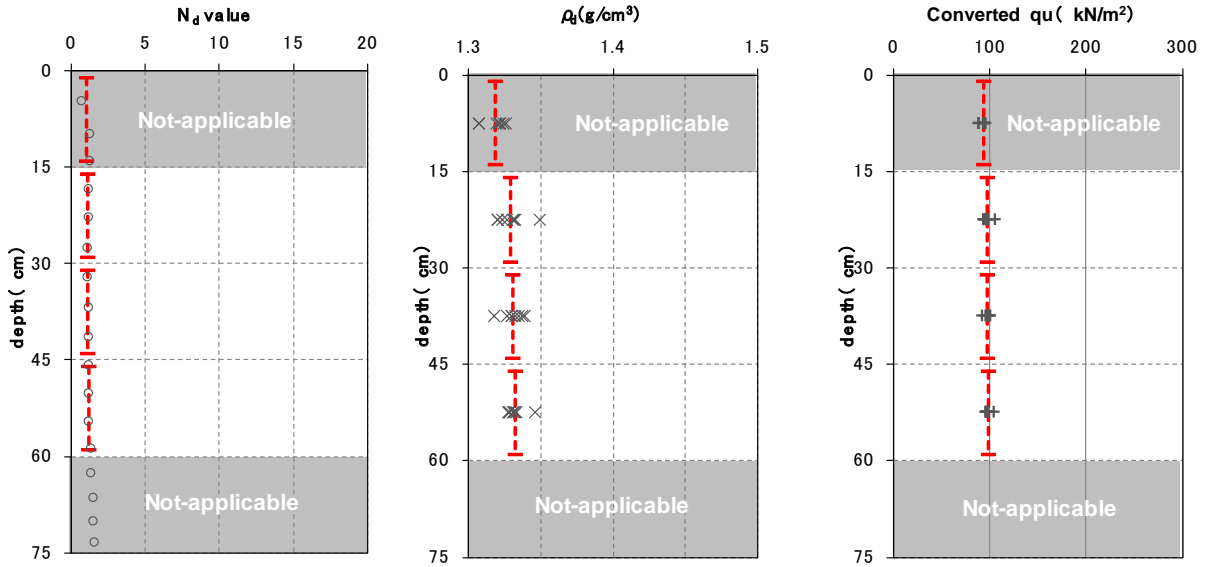 N_d value
0 5 10 15 20
0
15
30
45
60
75
depth( cm)
Not-applicable
Not-applicable
ρ_d(g/cm³)
1.3 1.4 1.5
0
15
30
45
60
75
depth( cm)
Not-applicable
Not-applicable
Converted qu( kN/m²)
0 100 200 300
0
15
30
45
60
75
depth( cm)
Not-applicable
Not-applicable